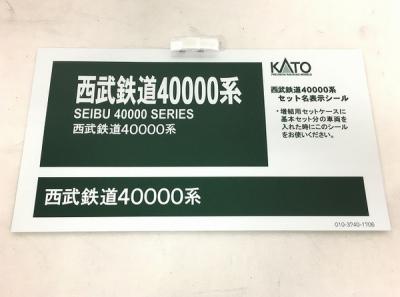 西武鉄道40000系
SEIBU 40000 SERIES
西武鉄道40000系
西武鉄道40000系
KATO
西武鉄道40000系
セット名表示シール
・増結用セットケースに
基本セット分の車両を
入れた時にこのシール
をお使いください。